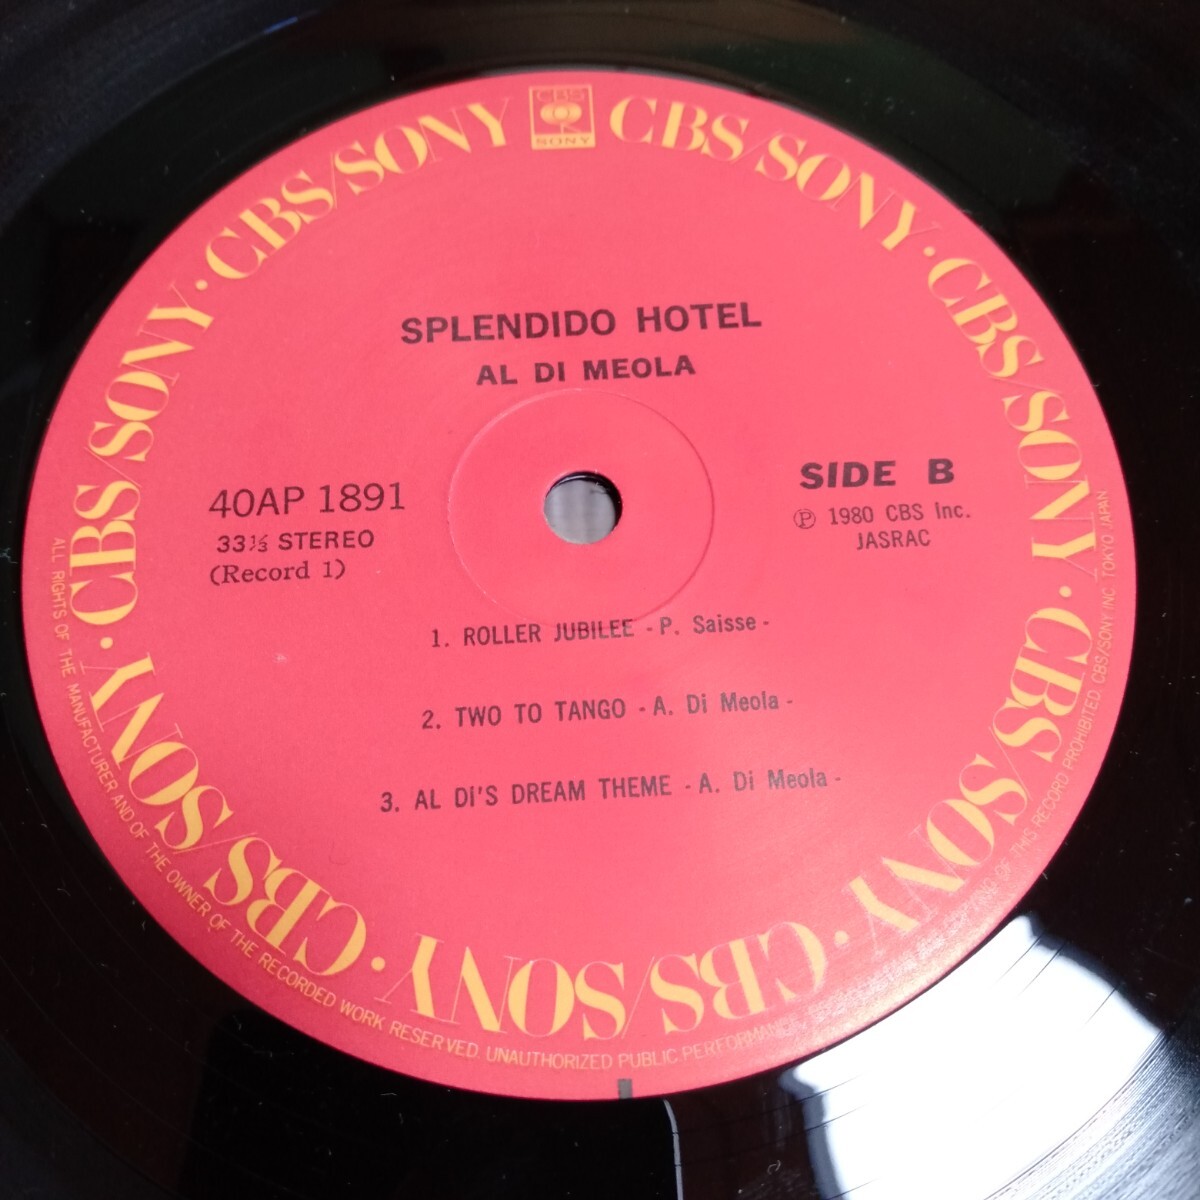 CBS/SONY · CBS/SONY · CBS/SONY · CBS/SONY · CBS/SONY · CBS/SONY · CBS/SONY · CBS/SONY
CBS
SONY
SPLENDIDO HOTEL
AL DI MEOLA
40AP 1891
33⅓ STEREO
(Record 1)
SIDE B
Ⓟ 1980 CBS Inc.
JASRAC
1. ROLLER JUBILEE - P. Saisse -
2. TWO TO TANGO - A. Di Meola -
3. AL DI'S DREAM THEME - A. Di Meola -
ALL RIGHTS OF THE MANUFACTURER AND OF THE OWNER OF THE RECORDED WORK RESERVED. UNAUTHORIZED PUBLIC PERFORMANCE OF THIS RECORD PROHIBITED. CBS/SONY INC. TOKYO JAPAN